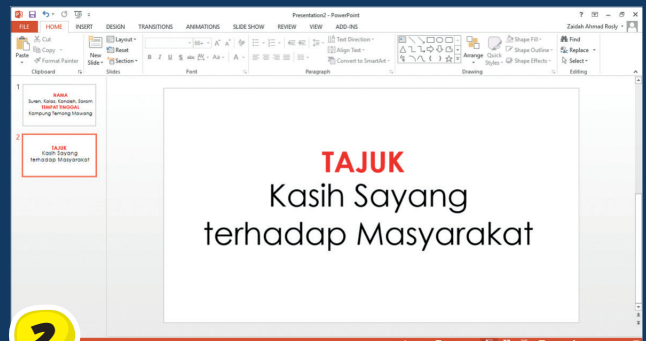 Presentation2 - PowerPoint
FILE HOME INSERT DESIGN TRANSITIONS ANIMATIONS SLIDE SHOW REVIEW VIEW ADD-INS Zaidah Ahmad Rosly
Paste
Cut
Copy
Format Painter
Clipboard
New
Slide
Layout
Reset
Section
Slides
Font
Paragraph
Text Direction
Align Text
Convert to SmartArt
Arrange
Quick
Styles
Shape Fill
Shape Outline
Shape Effects
Drawing
Find
Replace
Select
Editing
1
NAMA
Suren, Kalas, Kandeh, Saram
TEMPAT TINGGAL
Kampung Temong Mawang
2
TAJUK
Kasih Sayang
terhadap Masyarakat
TAJUK
Kasih Sayang
terhadap Masyarakat